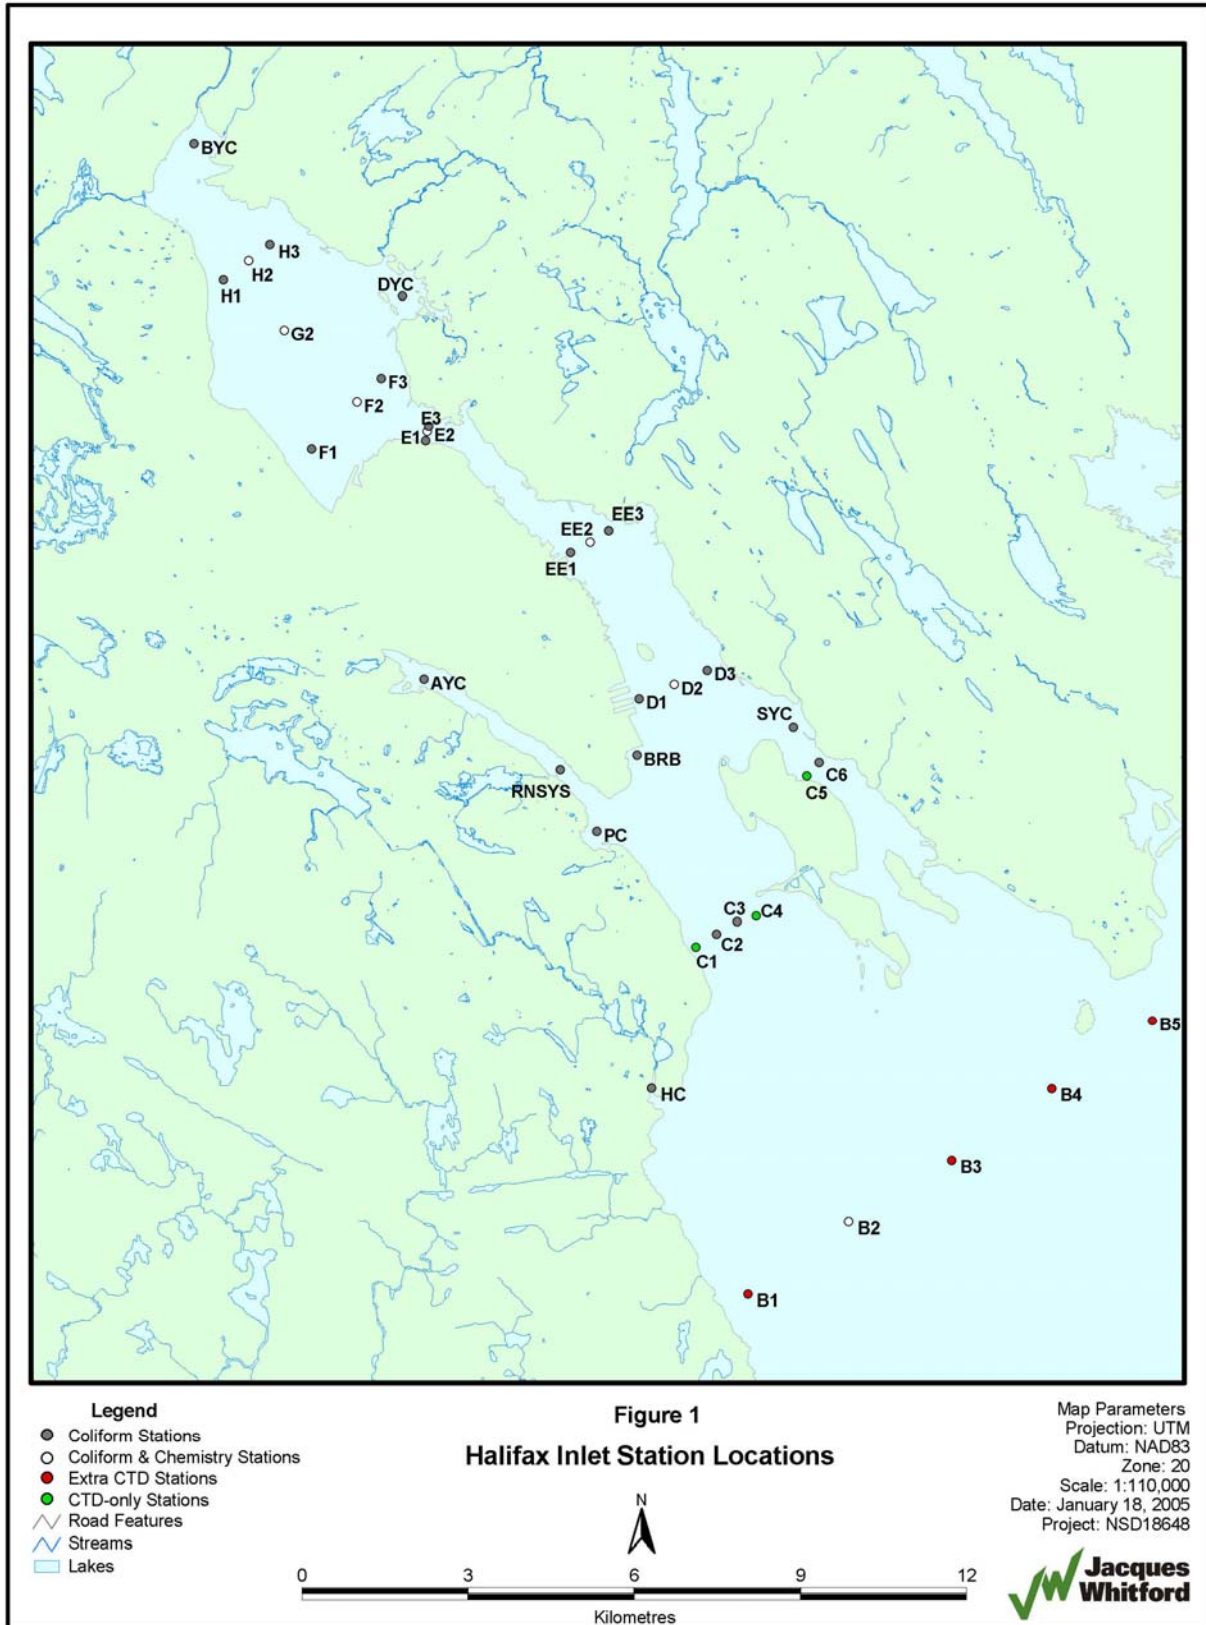 BYC
H3
H2
H1
DYC
G2
F3
F2
E3
E1
E2
F1
EE3
EE2
EE1
AYC
D3
D2
D1
SYC
BRB
C6
RNSYS
C5
PC
C3
C4
C2
C1
B5
HC
B4
B3
B2
B1
Legend
Coliform Stations
Coliform & Chemistry Stations
Extra CTD Stations
CTD-only Stations
Road Features
Streams
Lakes
Figure 1
Halifax Inlet Station Locations
N
0 3 6 9 12
Kilometres
Map Parameters
Projection: UTM
Datum: NAD83
Zone: 20
Scale: 1:110,000
Date: January 18, 2005
Project: NSD18648
Jacques
Whitford